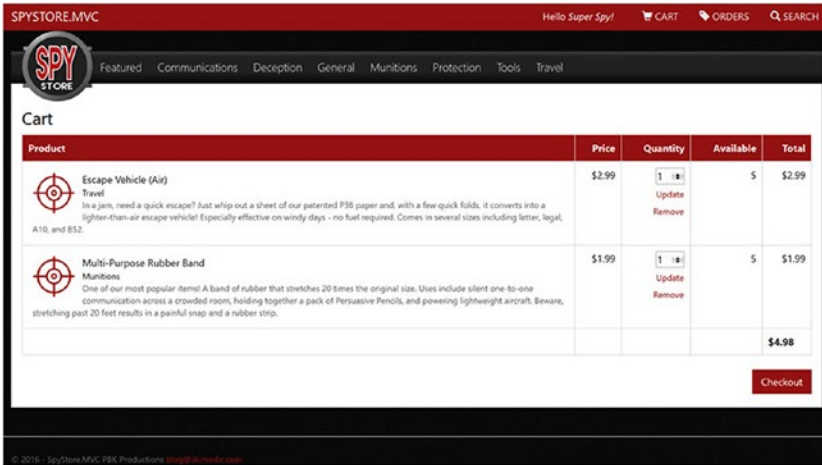 SPYSTORE.MVC Hello Super Spy! CART ORDERS SEARCH
SPY
STORE
Featured Communications Deception General Munitions Protection Tools Travel
Cart
Product Price Quantity Available Total
Escape Vehicle (Air) $2.99 1 5 $2.99
Travel Update
In a jam, need a quick escape? Just whip out a sheet of our patented P38 paper and, with a few quick folds, it converts into a
lighter-than-air escape vehicle! Especially effective on windy days - no fuel required. Comes in several sizes including letter, legal, Remove
A10, and B52.
Multi-Purpose Rubber Band $1.99 1 5 $1.99
Munitions Update
One of our most popular items! A band of rubber that stretches 20 times the original size. Uses include silent one-to-one
communication across a crowded room, holding together a pack of Persuasive Pencils, and powering lightweight aircraft. Beware, Remove
stretching past 20 feet results in a painful snap and a rubber strip.
$4.98
Checkout
© 2016 - SpyStore.MVC PBK Productions blog@skimedic.com